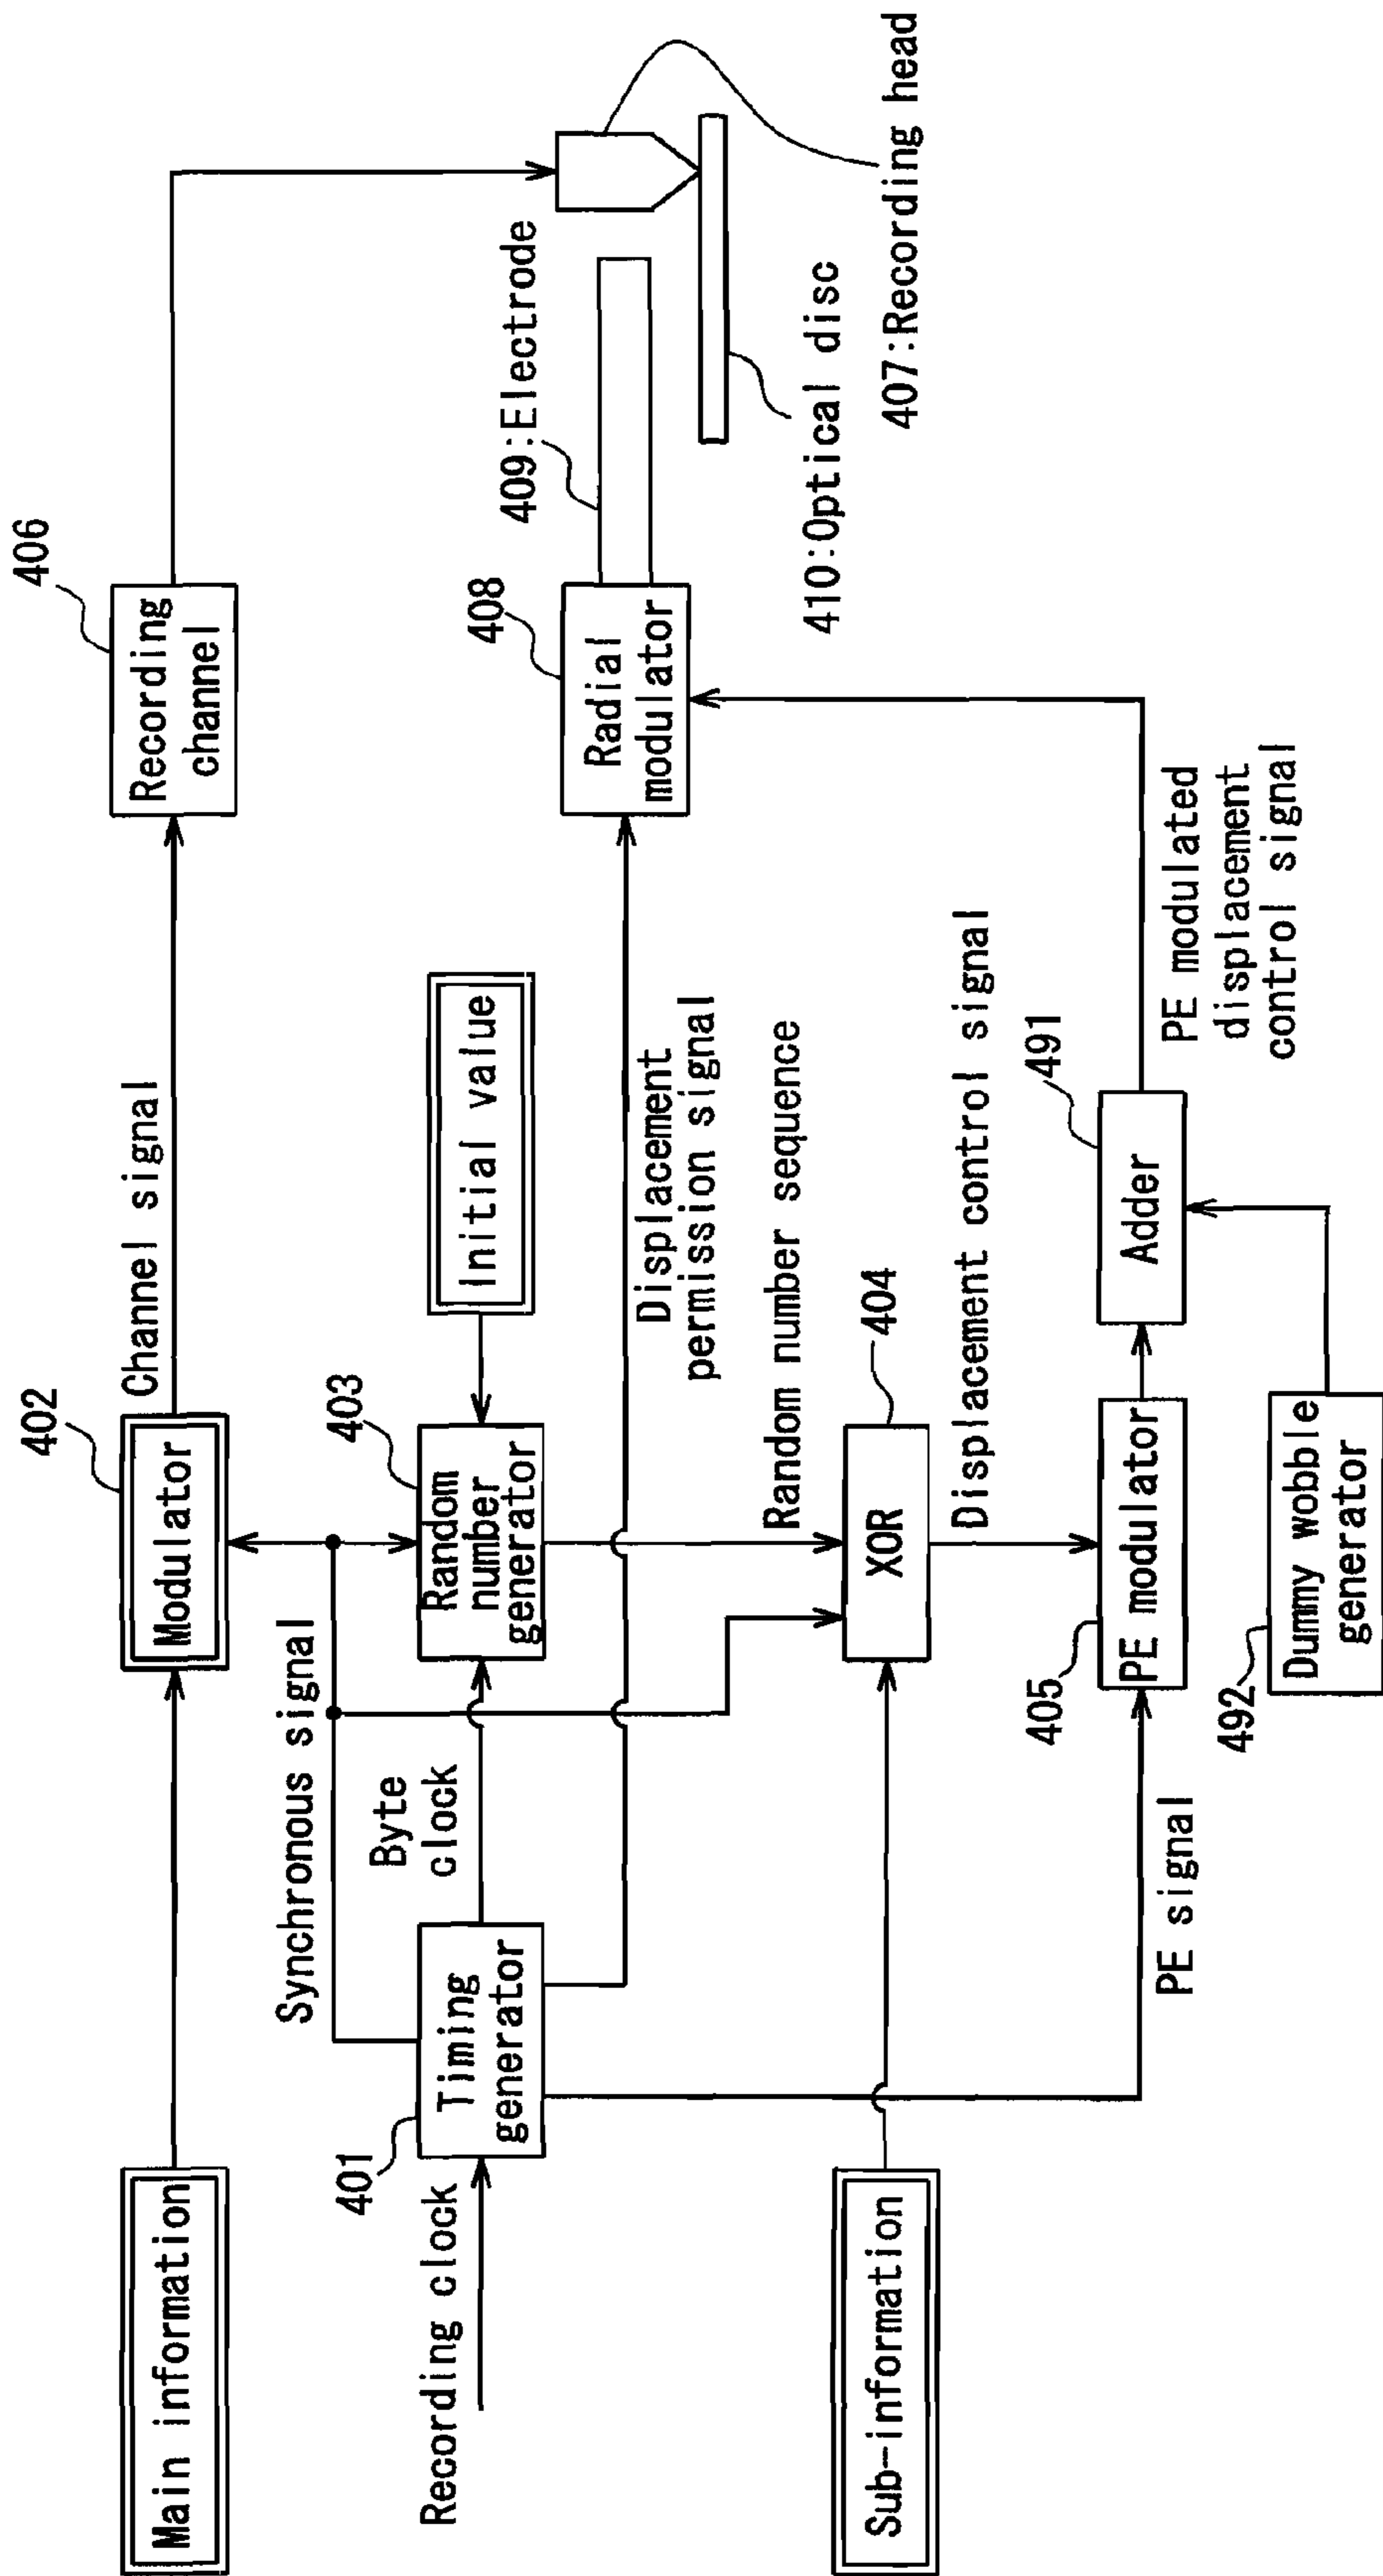 Main information
402
Modulator
Channel signal
406
Recording
channel
Synchronous signal
Recording clock
401
Timing
generator
Byte
clock
403
Random
number
generator
Initial value
Displacement
permission signal
408
Radial
modulator
409:Electrode
410:Optical disc
407:Recording head
Random number sequence
Sub-information
XOR
404
Displacement control signal
PE signal
405
PE modulator
491
Adder
PE modulated
displacement
control signal
492
Dummy wobble
generator